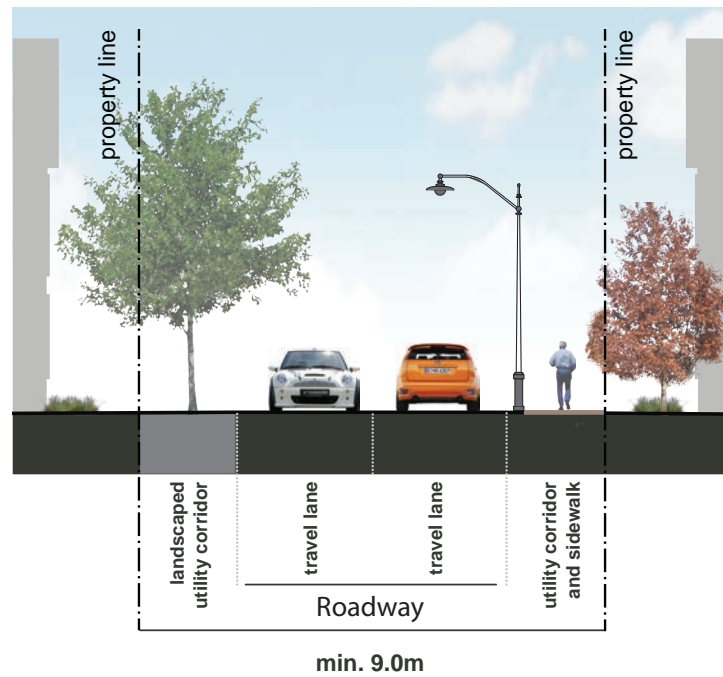 property line
property line
landscaped
utility corridor
travel lane
travel lane
utility corridor
and sidewalk
Roadway
min. 9.0m